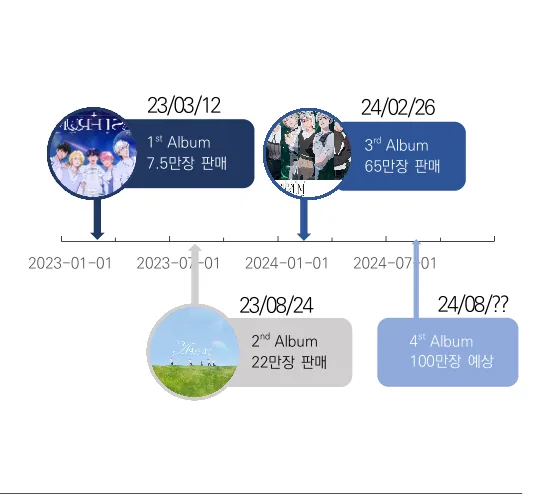 23/03/12
1st Album
7.5만장 판매
24/02/26
3rd Album
65만장 판매
2023-01-01
2023-07-01
2024-01-01
2024-07-01
23/08/24
2nd Album
22만장 판매
24/08/??
4st Album
100만장 예상